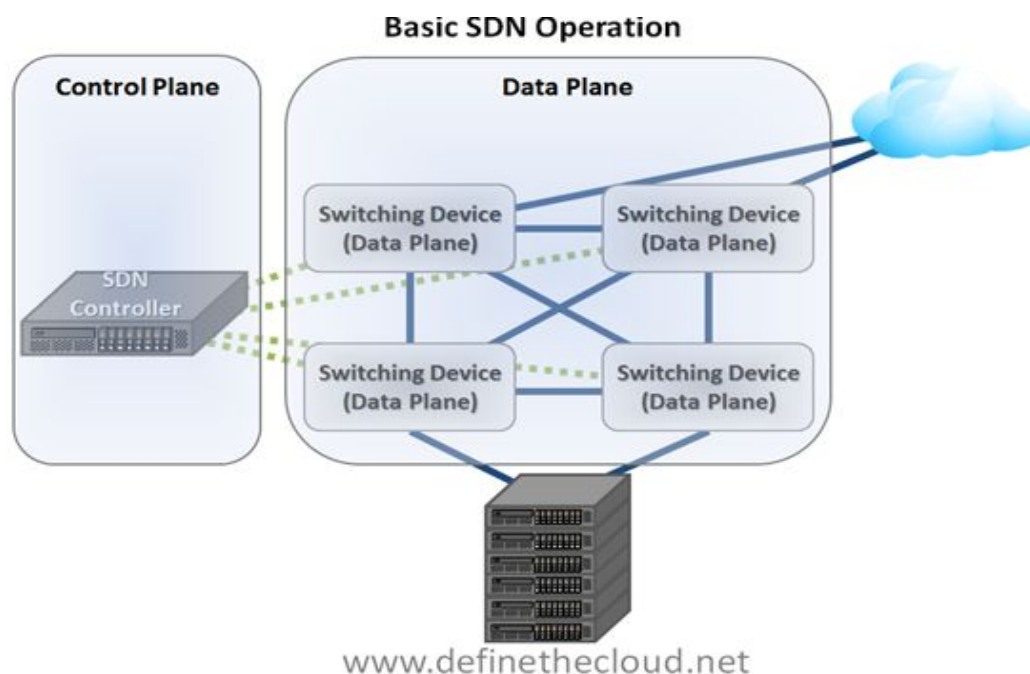 Basic SDN Operation
Control Plane
Data Plane
Switching Device
(Data Plane)
Switching Device
(Data Plane)
SDN
Controller
Switching Device
(Data Plane)
Switching Device
(Data Plane)
www.definethecloud.net